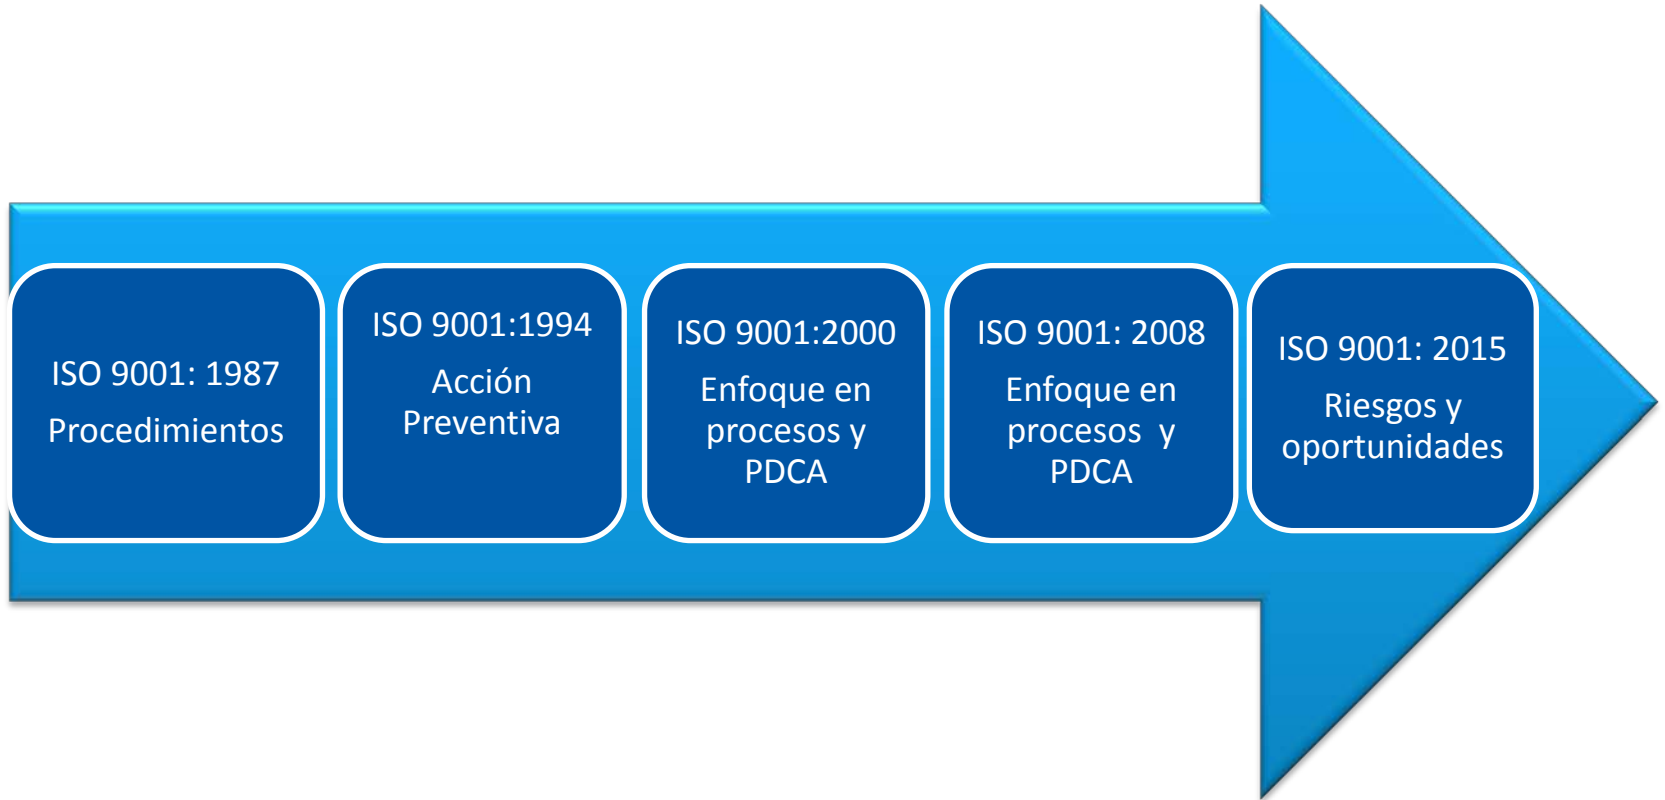 ISO 9001: 1987
Procedimientos
ISO 9001:1994
Acción
Preventiva
ISO 9001:2000
Enfoque en
procesos y
PDCA
ISO 9001: 2008
Enfoque en
procesos  y
PDCA
ISO 9001: 2015
Riesgos y
oportunidades